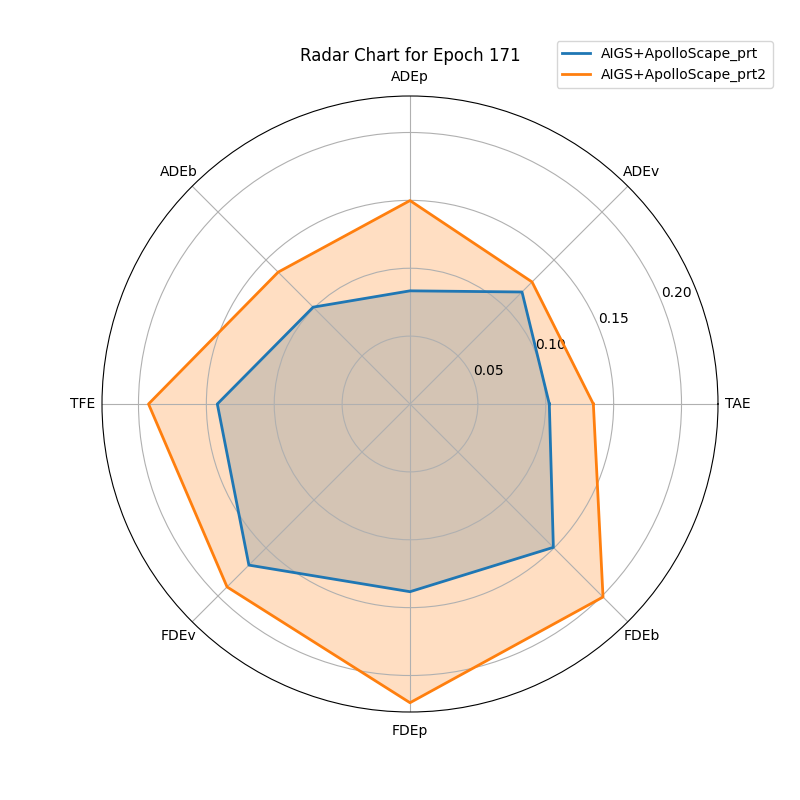 Radar Chart for Epoch 171
AIGS+ApolloScape_prt
AIGS+ApolloScape_prt2
ADEp
ADEb
ADEv
0.20
0.15
0.10
0.05
TFE
TAE
FDEv
FDEb
FDEp